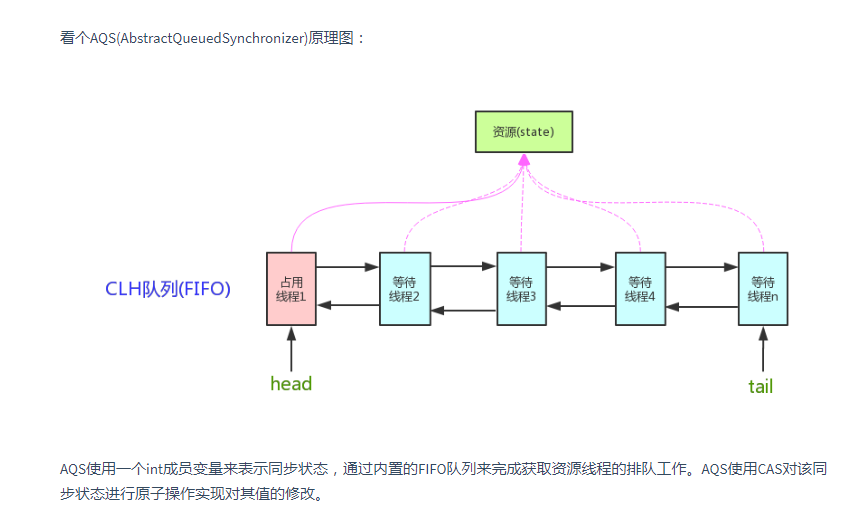 看个AQS(AbstractQueuedSynchronizer)原理图：
资源(state)
CLH队列(FIFO)
占用
线程1
等待
线程2
等待
线程3
等待
线程4
等待
线程n
head
tail
AQS使用一个int成员变量来表示同步状态，通过内置的FIFO队列来完成获取资源线程的排队工作。AQS使用CAS对该同
步状态进行原子操作实现对其值的修改。